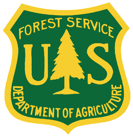 FOREST SERVICE
U S
DEPARTMENT OF AGRICULTURE